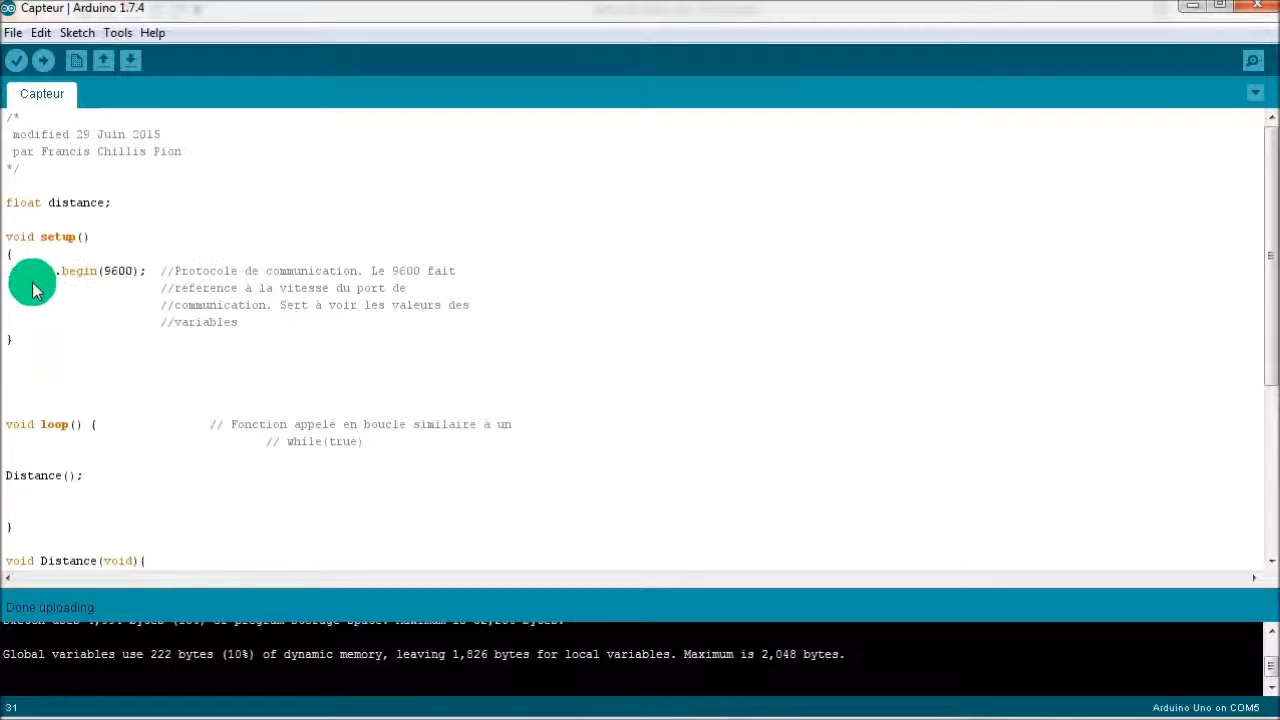 Capteur | Arduino 1.7.4
File Edit Sketch Tools Help
Capteur
/*
modified 29 Juin 2015
par Francis Chillis Pion
*/
float distance;
void setup()
{
.begin(9600); //Protocole de communication. Le 9600 fait
//référence à la vitesse du port de
//communication. Sert à voir les valeurs des
//variables
}
void loop() { // Fonction appelé en boucle similaire à un
// while(true)
Distance();
}
void Distance(void){
Done uploading
Global variables use 222 bytes (10%) of dynamic memory, leaving 1,826 bytes for local variables. Maximum is 2,048 bytes.
31
Arduino Uno on COM5